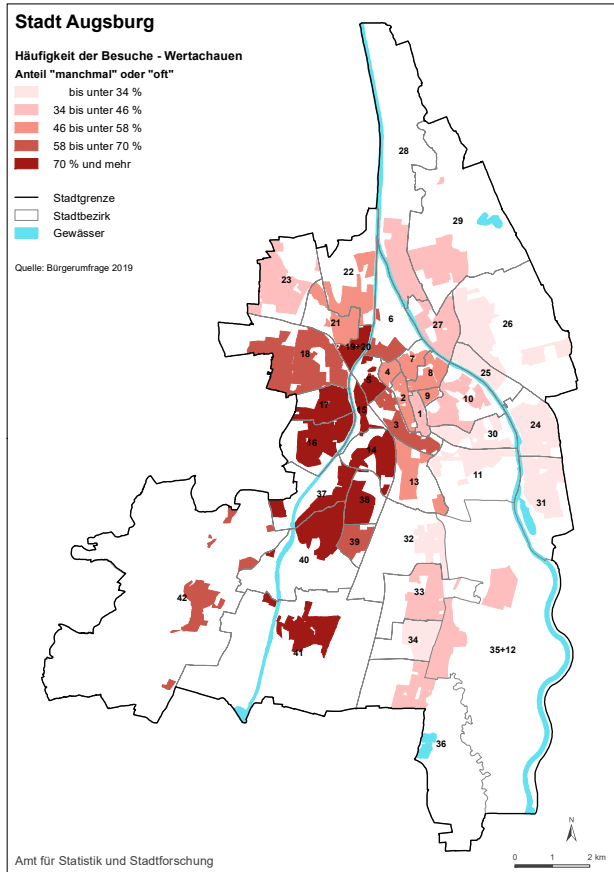 Stadt Augsburg
Häufigkeit der Besuche - Wertachauen
Anteil "manchmal" oder "oft"
bis unter 34 %
34 bis unter 46 %
46 bis unter 58 %
58 bis unter 70 %
70 % und mehr
Stadtgrenze
Stadtbezirk
Gewässer
Quelle: Bürgerumfrage 2019
28
29
22
23
6
27
26
21
19 20
18
7
25
4
8
5
2
9
10
17
15
1
24
3
30
16
14
11
13
31
37
38
32
39
40
33
42
34
35+12
41
36
N
0 1 2 km
Amt für Statistik und Stadtforschung